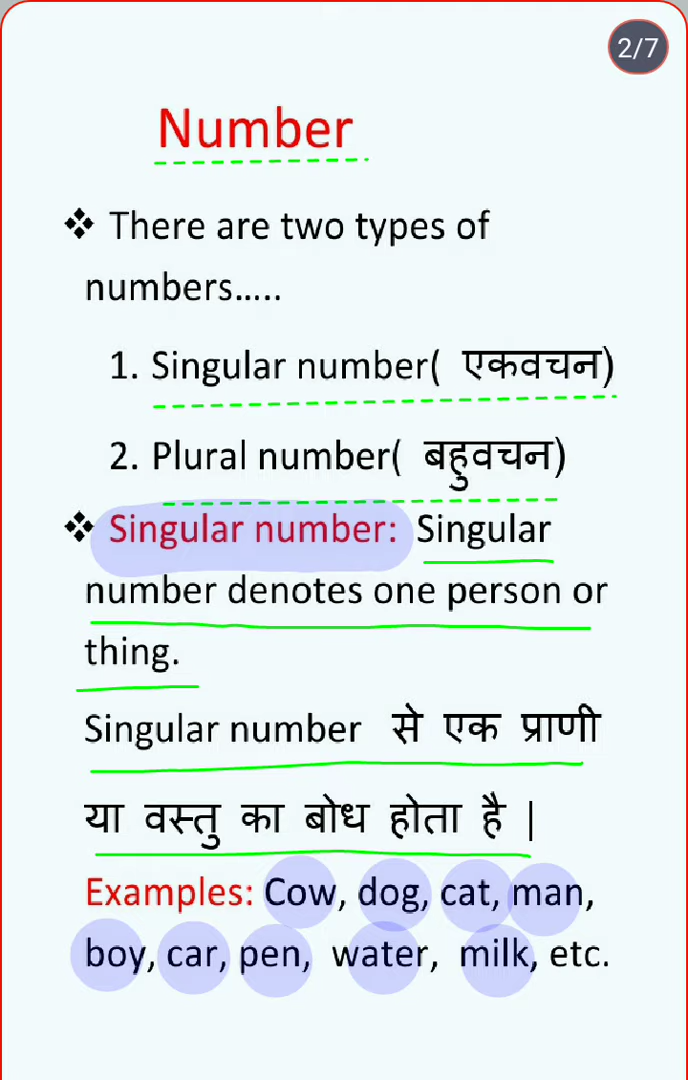 2/7
Number
❖ There are two types of
numbers.....
1. Singular number( एकवचन)
2. Plural number( बहुवचन)
❖ Singular number: Singular
number denotes one person or
thing.
Singular number से एक प्राणी
या वस्तु का बोध होता है |
Examples: Cow, dog, cat, man,
boy, car, pen, water, milk, etc.